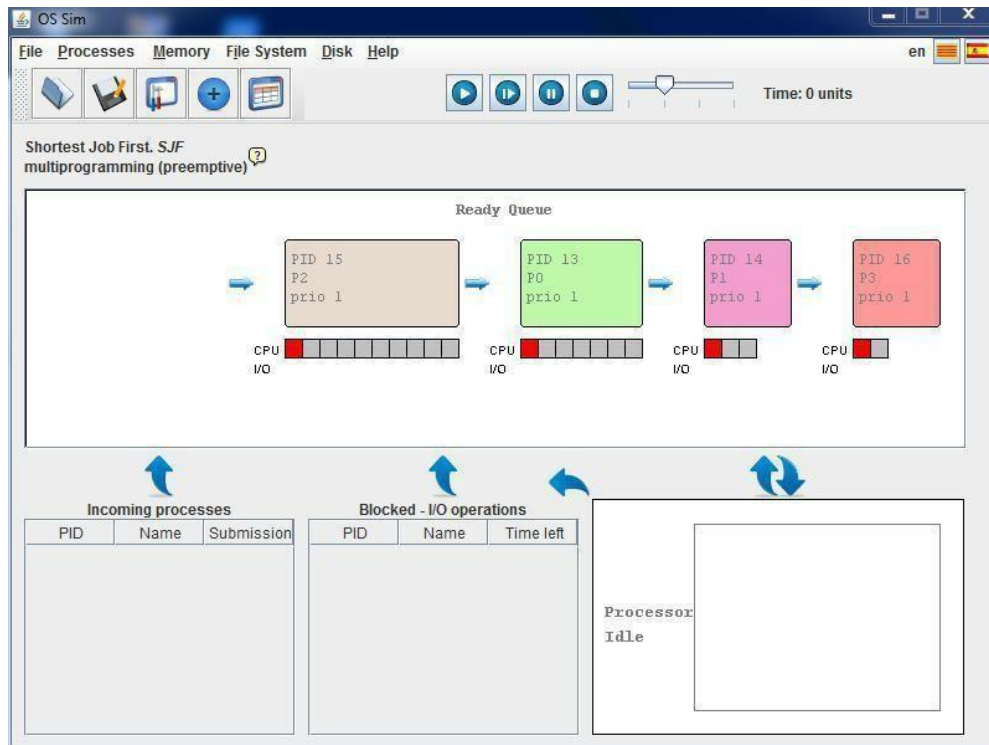 OS Sim
File Processes Memory File System Disk Help
en
Time: 0 units
Shortest Job First. SJF
multiprogramming (preemptive)
?
Ready Queue
PID 15
P2
prio 1
CPU
I/O
PID 13
P0
prio 1
CPU
I/O
PID 14
P1
prio 1
CPU
I/O
PID 16
P3
prio 1
CPU
I/O
Incoming processes
PID Name Submission
Blocked - I/O operations
PID Name Time left
Processor
Idle